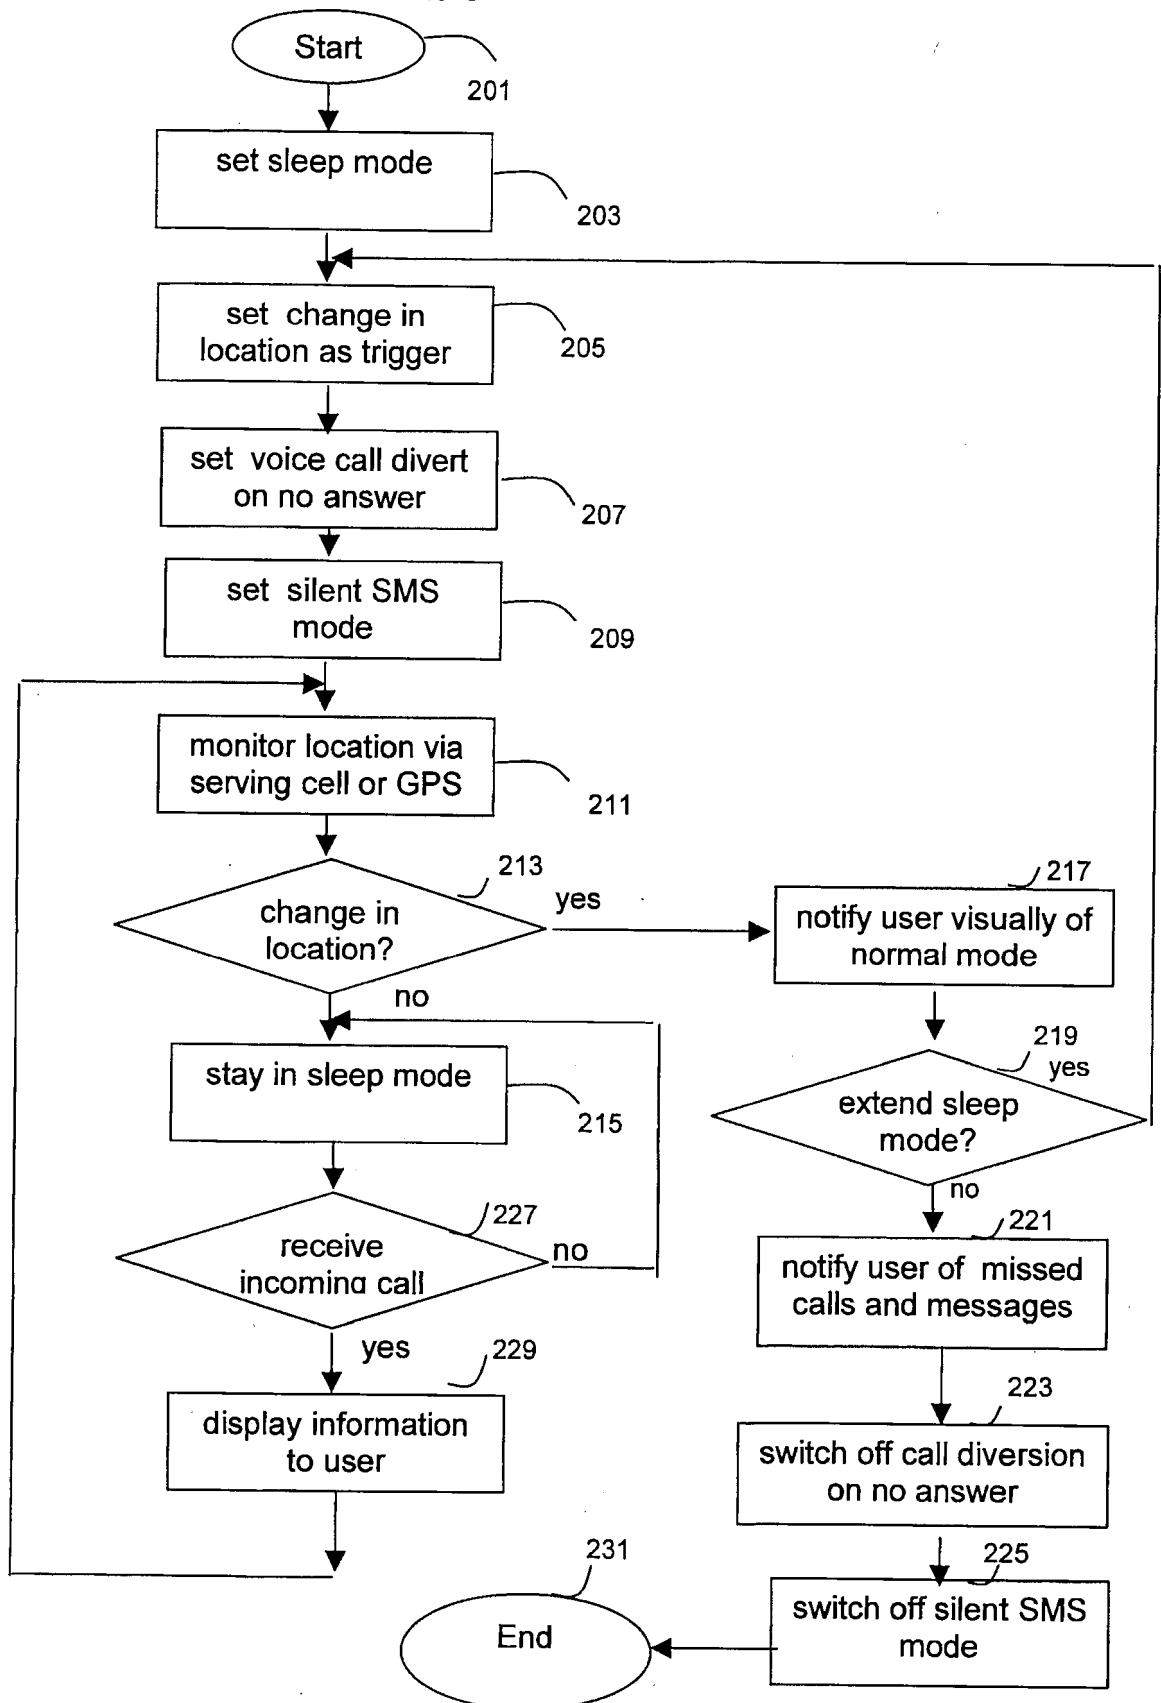 Start
201
set sleep mode
203
set change in
location as trigger
205
set voice call divert
on no answer
207
set silent SMS
mode
209
monitor location via
serving cell or GPS
211
213
change in
location?
yes
no
217
notify user visually of
normal mode
stay in sleep mode
215
219
yes
extend sleep
mode?
no
227
receive
incoming call
no
yes
221
notify user of missed
calls and messages
229
display information
to user
223
switch off call diversion
on no answer
225
switch off silent SMS
mode
231
End